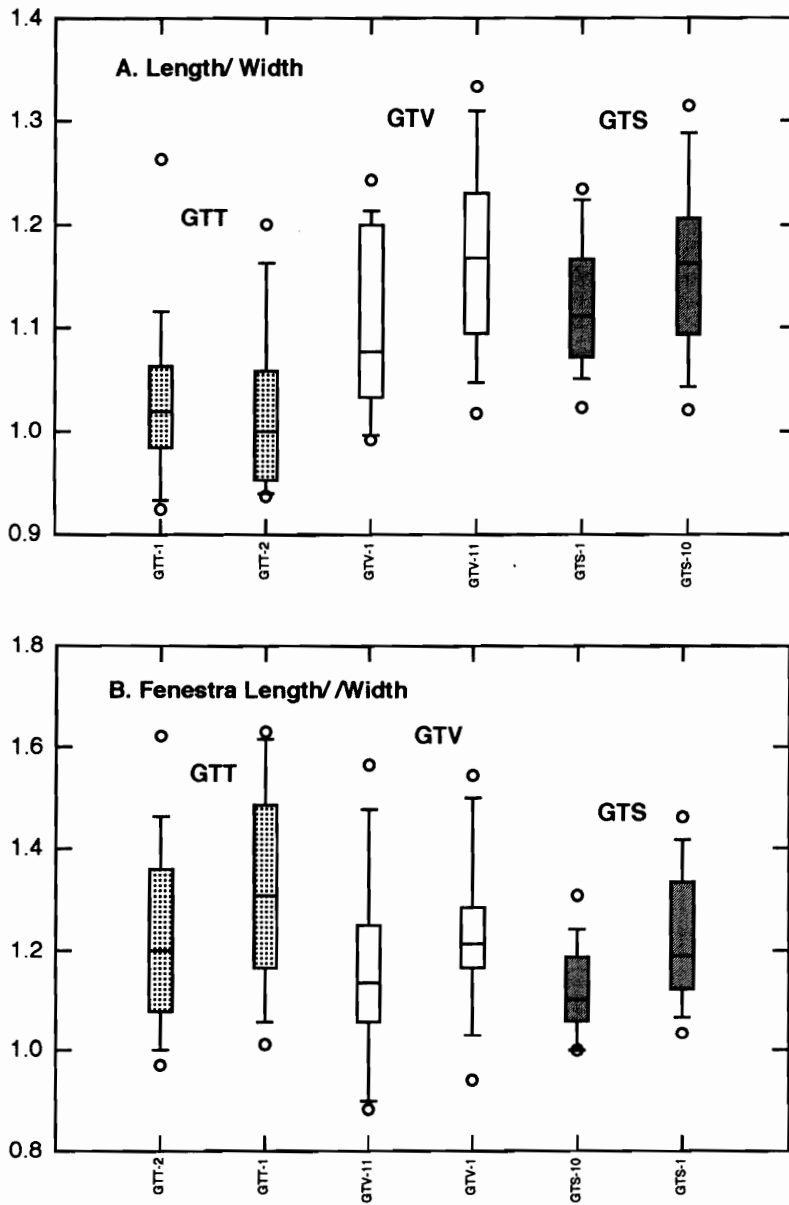 1.4
A. Length/ Width
1.3
GTV
GTS
1.2
GTT
1.1
1.0
0.9
GTT-1
GTT-2
GTV-1
GTV-11
GTS-1
GTS-10
1.8
B. Fenestra Length/ /Width
1.6
GTT
GTV
1.4
GTS
1.2
1.0
0.8
GTT-2
GTT-1
GTV-11
GTV-1
GTS-10
GTS-1